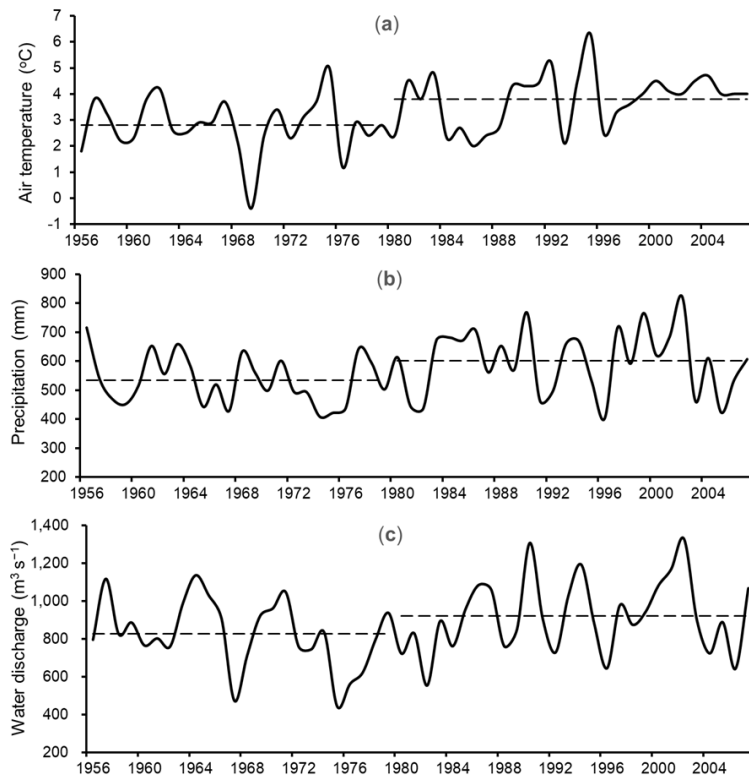 (a)
Air temperature (°C)
7
6
5
4
3
2
1
0
-1
1956 1960 1964 1968 1972 1976 1980 1984 1988 1992 1996 2000 2004
(b)
Precipitation (mm)
900
800
700
600
500
400
300
200
1956 1960 1964 1968 1972 1976 1980 1984 1988 1992 1996 2000 2004
(c)
Water discharge (m³ s⁻¹)
1,400
1,200
1,000
800
600
400
200
1956 1960 1964 1968 1972 1976 1980 1984 1988 1992 1996 2000 2004